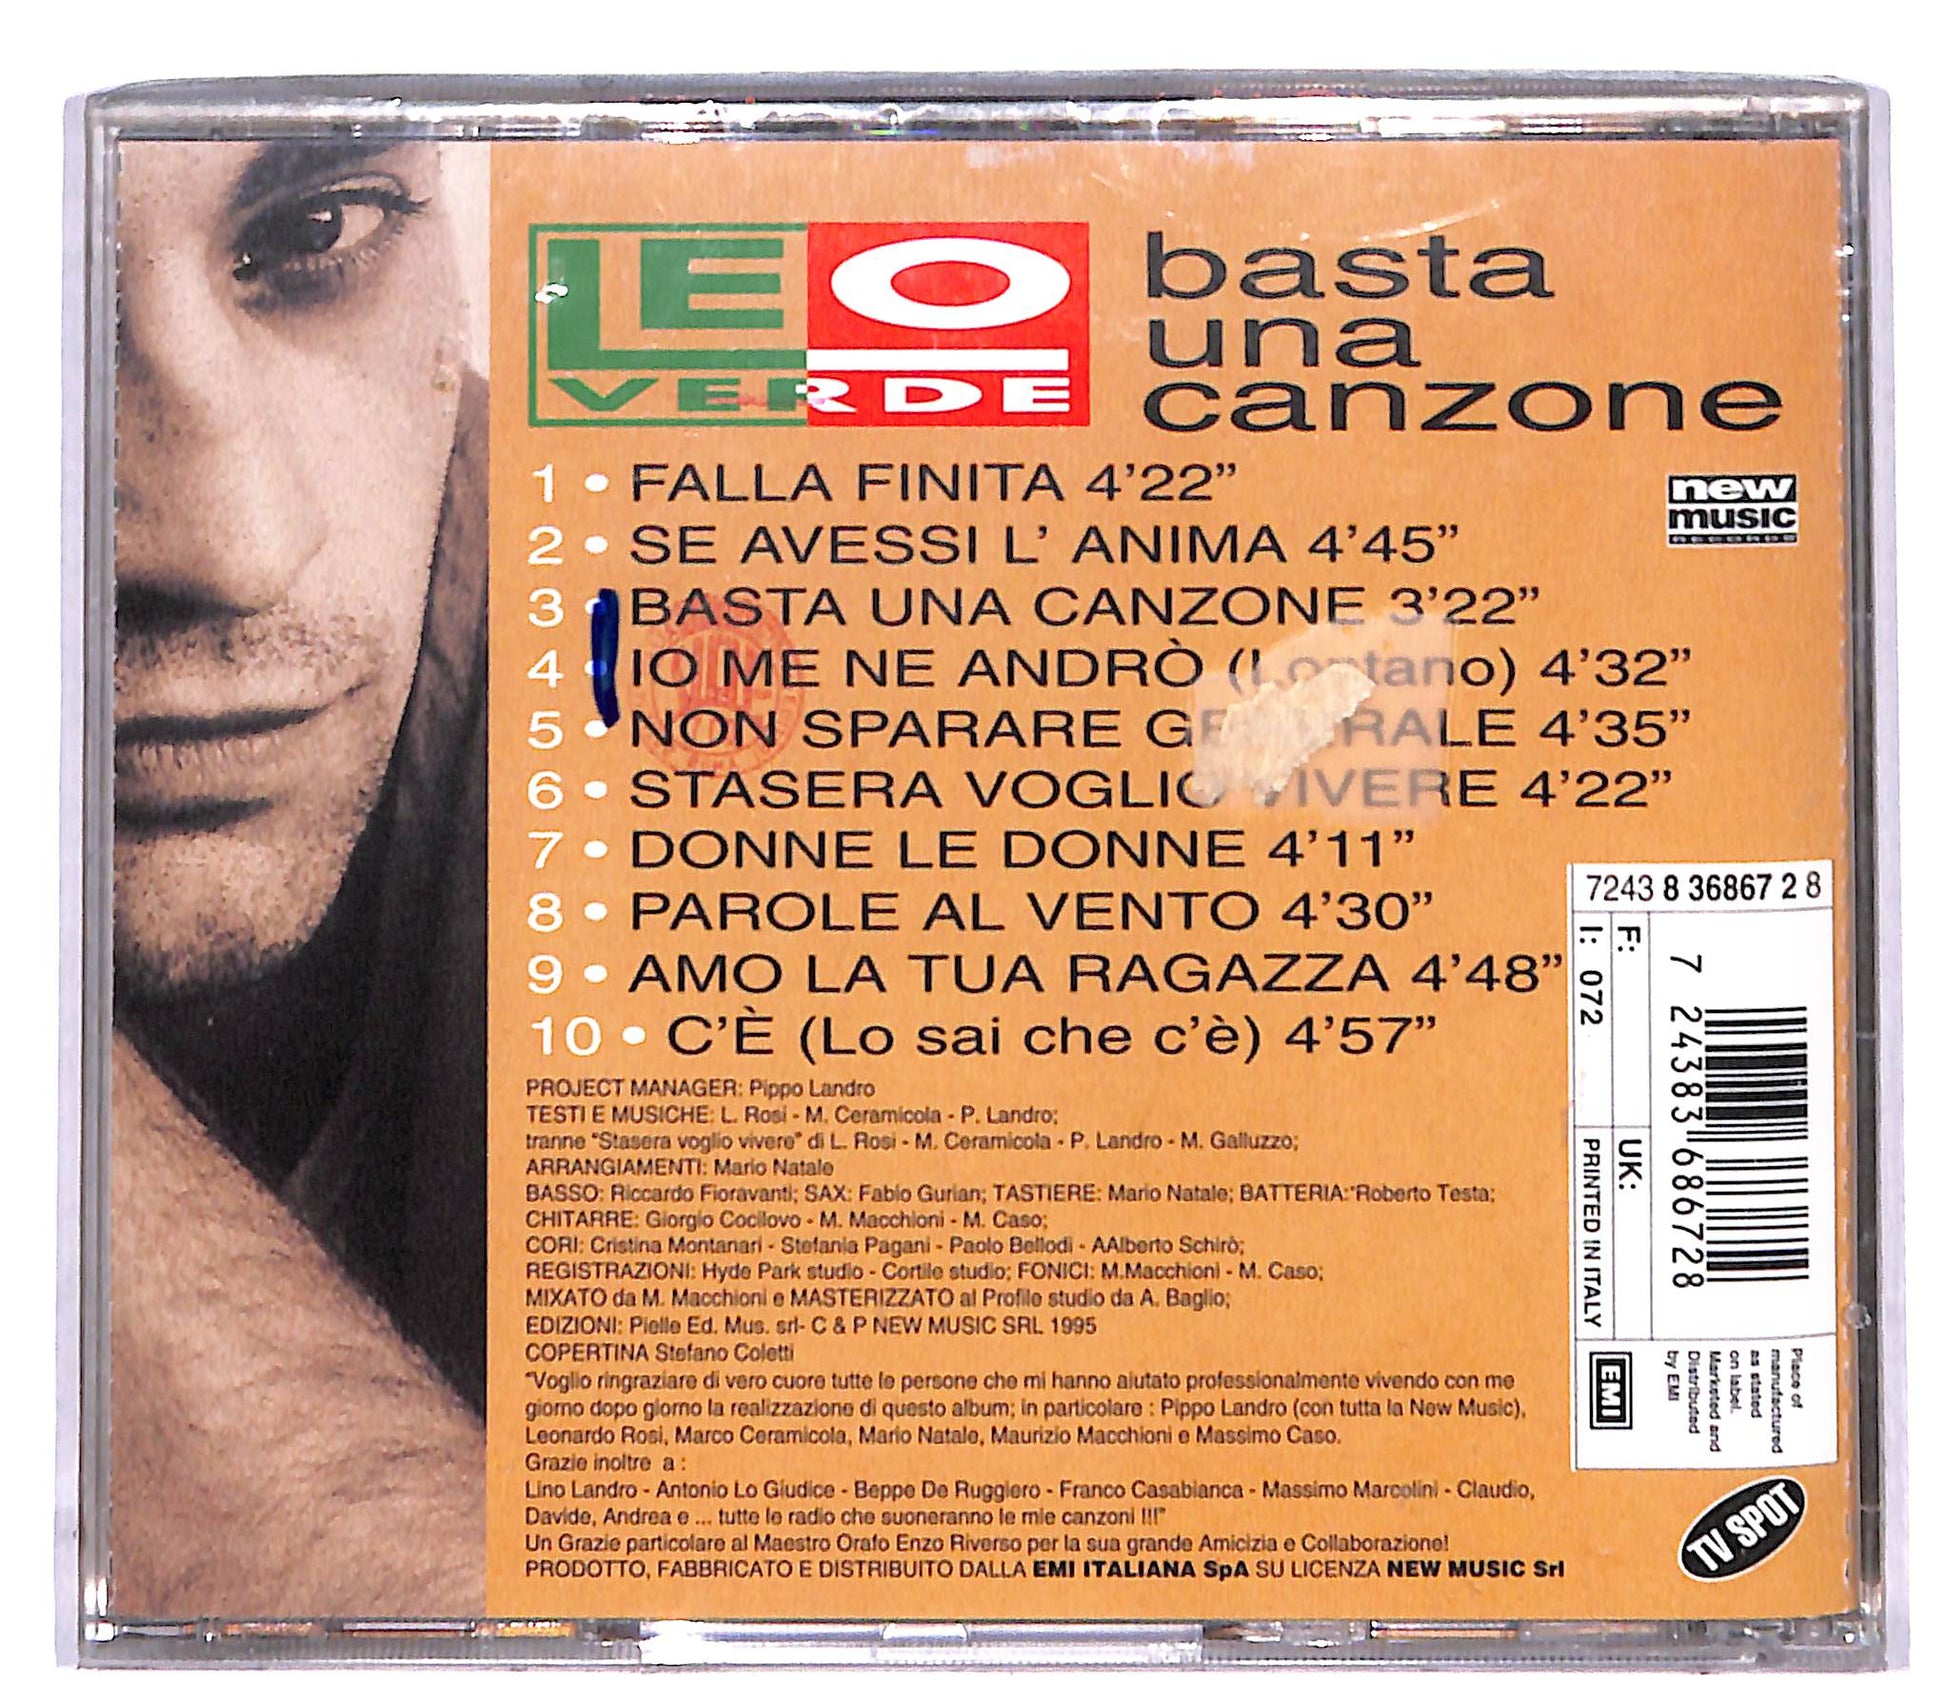 LEO
VERDE
basta
una
canzone
new
music
RECORDS
1 • FALLA FINITA 4'22”
2 • SE AVESSI L' ANIMA 4'45”
3 • BASTA UNA CANZONE 3'22”
4 • IO ME NE ANDRÒ (Lontano) 4'32”
5 • NON SPARARE GENERALE 4'35”
6 • STASERA VOGLIO VIVERE 4'22”
7 • DONNE LE DONNE 4'11”
8 • PAROLE AL VENTO 4'30”
9 • AMO LA TUA RAGAZZA 4'48”
10 • C'È (Lo sai che c'è) 4'57”
PROJECT MANAGER: Pippo Landro
TESTI E MUSICHE: L. Rosi - M. Ceramicola - P. Landro;
tranne “Stasera voglio vivere” di L. Rosi - M. Ceramicola - P. Landro - M. Galluzzo;
ARRANGIAMENTI: Mario Natale
BASSO: Riccardo Fioravanti; SAX: Fabio Gurian; TASTIERE: Mario Natale; BATTERIA: Roberto Testa;
CHITARRE: Giorgio Cocilovo - M. Macchioni - M. Caso;
CORI: Cristina Montanari - Stefania Pagani - Paolo Bellodi - AAlberto Schirò;
REGISTRAZIONI: Hyde Park studio - Cortile studio; FONICI: M.Macchioni - M. Caso;
MIXATO da M. Macchioni e MASTERIZZATO al Profile studio da A. Baglio;
EDIZIONI: Pielle Ed. Mus. srl- C & P NEW MUSIC SRL 1995
COPERTINA Stefano Coletti
“Voglio ringraziare di vero cuore tutte le persone che mi hanno aiutato professionalmente vivendo con me
giorno dopo giorno la realizzazione di questo album; in particolare : Pippo Landro (con tutta la New Music),
Leonardo Rosi, Marco Ceramicola, Mario Natale, Maurizio Macchioni e Massimo Caso.
Grazie inoltre a :
Lino Landro - Antonio Lo Giudice - Beppe De Ruggiero - Franco Casabianca - Massimo Marcolini - Claudio,
Davide, Andrea e ... tutte le radio che suoneranno le mie canzoni !!!”
Un Grazie particolare al Maestro Orafo Enzo Riverso per la sua grande Amicizia e Collaborazione!
PRODOTTO, FABBRICATO E DISTRIBUITO DALLA EMI ITALIANA SpA SU LICENZA NEW MUSIC Srl
7243 8 36867 2 8
F:
I: 072
UK:
PRINTED IN ITALY
7 24383 68672 8
EMI
Place of
manufactured
as stated
on label.
Marketed and
Distributed
by EMI
TV SPOT